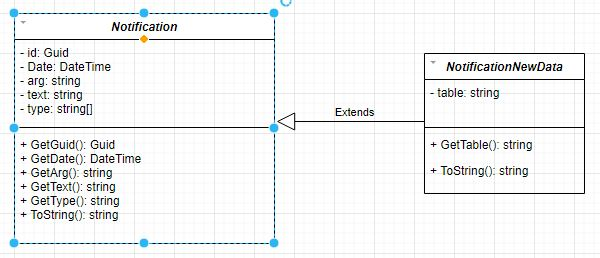 Notification
- id: Guid
- Date: DateTime
- arg: string
- text: string
- type: string[]
+ GetGuid(): Guid
+ GetDate(): DateTime
+ GetArg(): string
+ GetText(): string
+ GetType(): string
+ ToString(): string
Extends
NotificationNewData
- table: string
+ GetTable(): string
+ ToString(): string